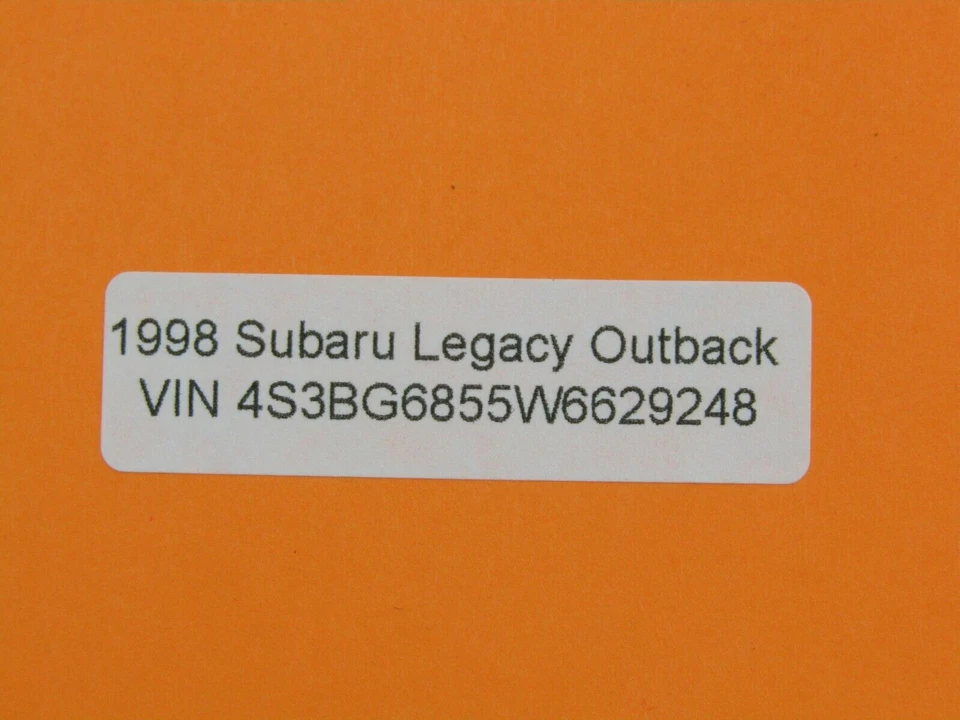 1998 Subaru Legacy Outback
VIN 4S3BG6855W6629248